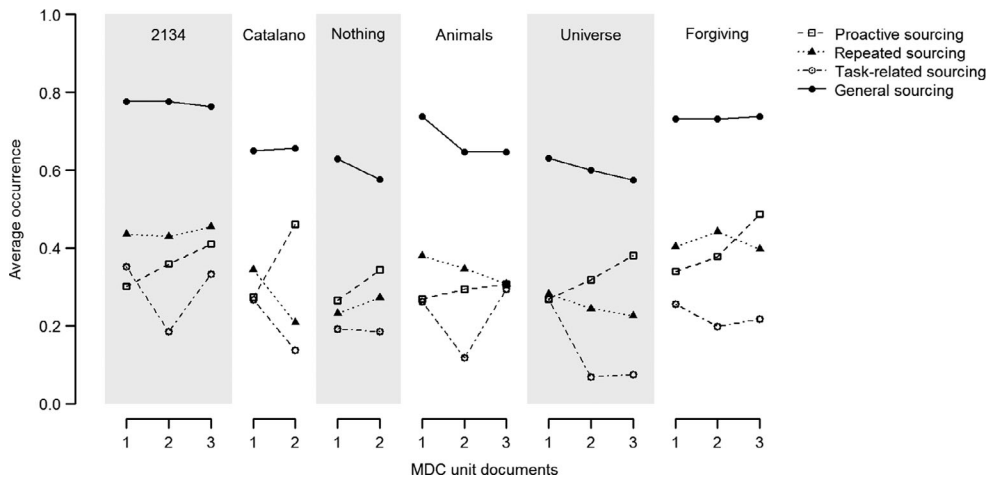 1.0
0.8
0.6
0.4
0.2
0.0
Average occurrence
2134
Catalano
Nothing
Animals
Universe
Forgiving
Proactive sourcing
Repeated sourcing
Task-related sourcing
General sourcing
1 2 3 1 2 1 2 1 2 3 1 2 3 1 2 3
MDC unit documents